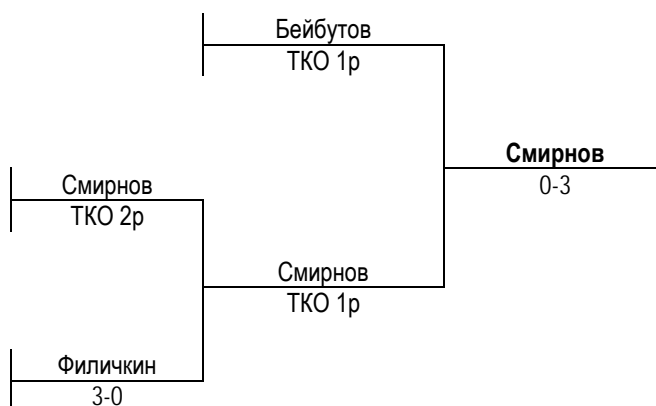 Бейбутов
ТКО 1р
Смирнов
0-3
Смирнов
ТКО 2р
Смирнов
ТКО 1р
Филичкин
3-0